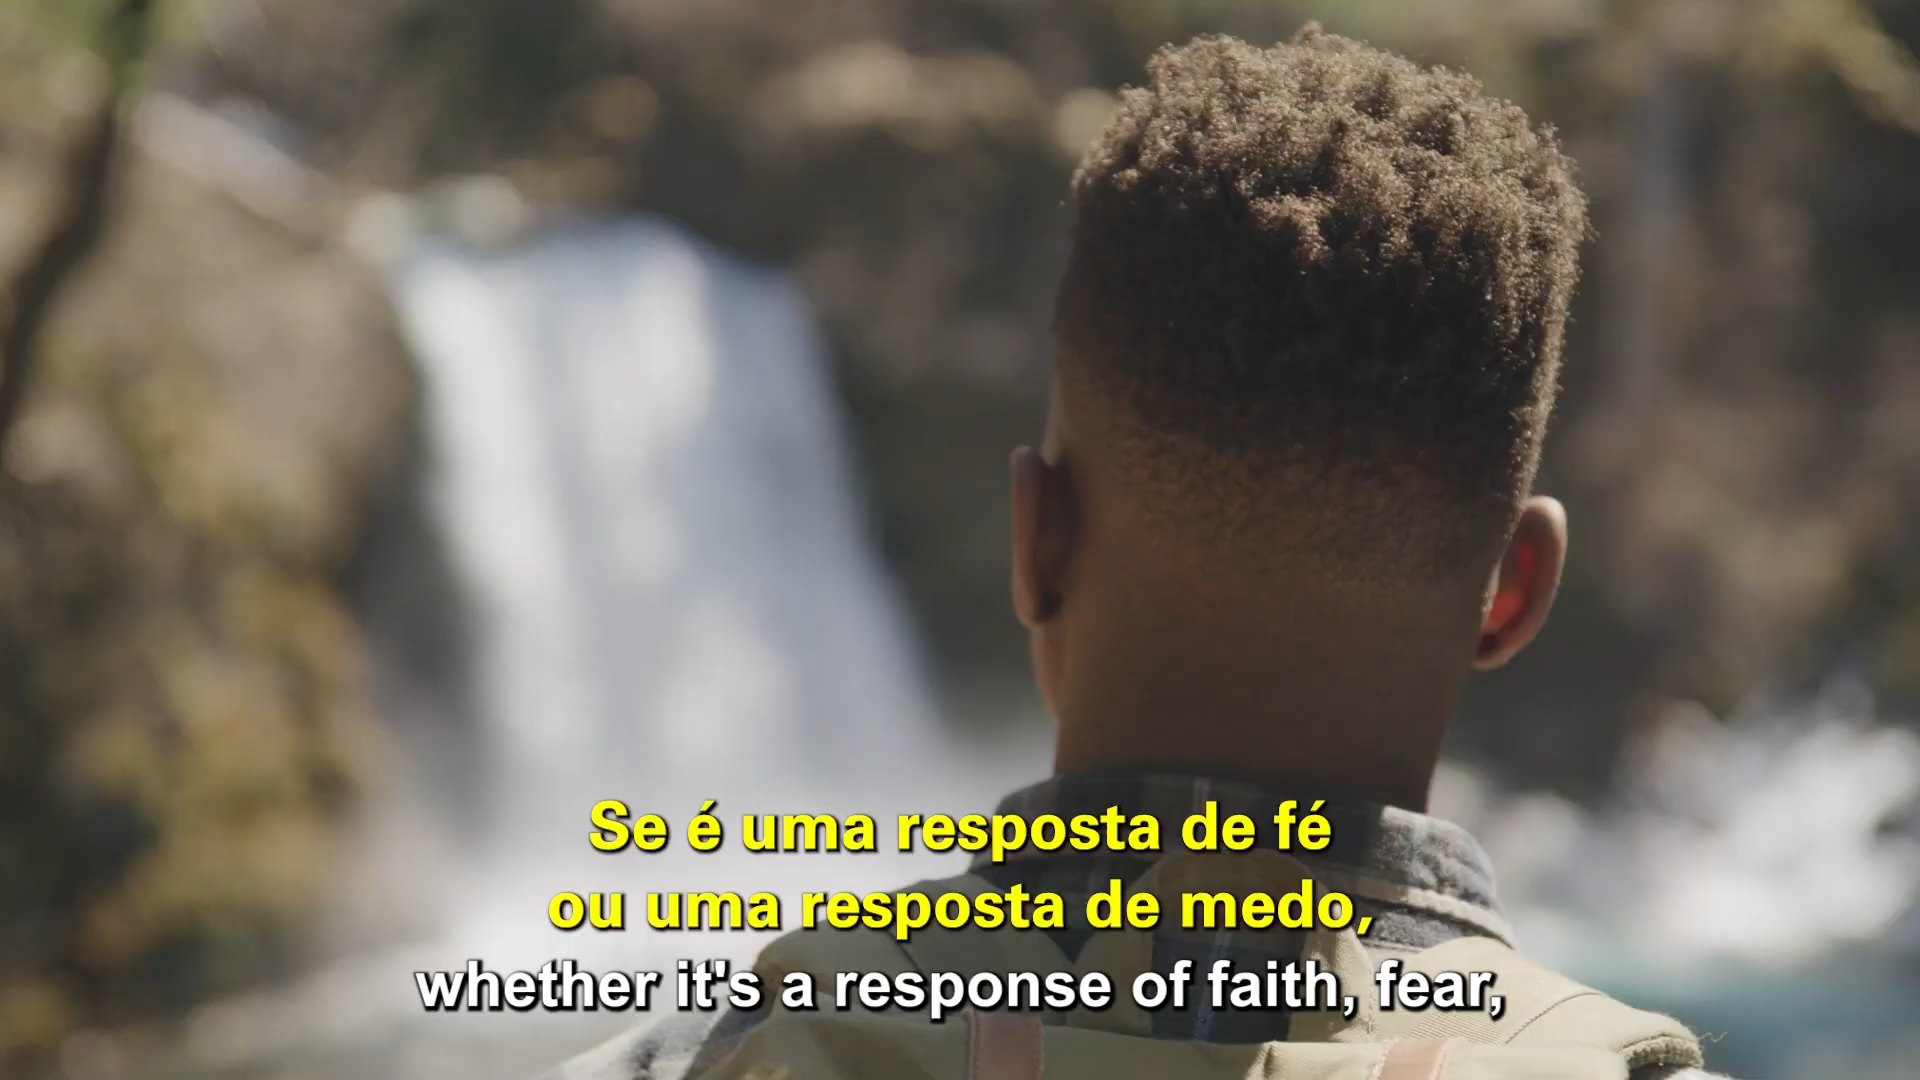 Se é uma resposta de fé
ou uma resposta de medo,
whether it's a response of faith, fear,